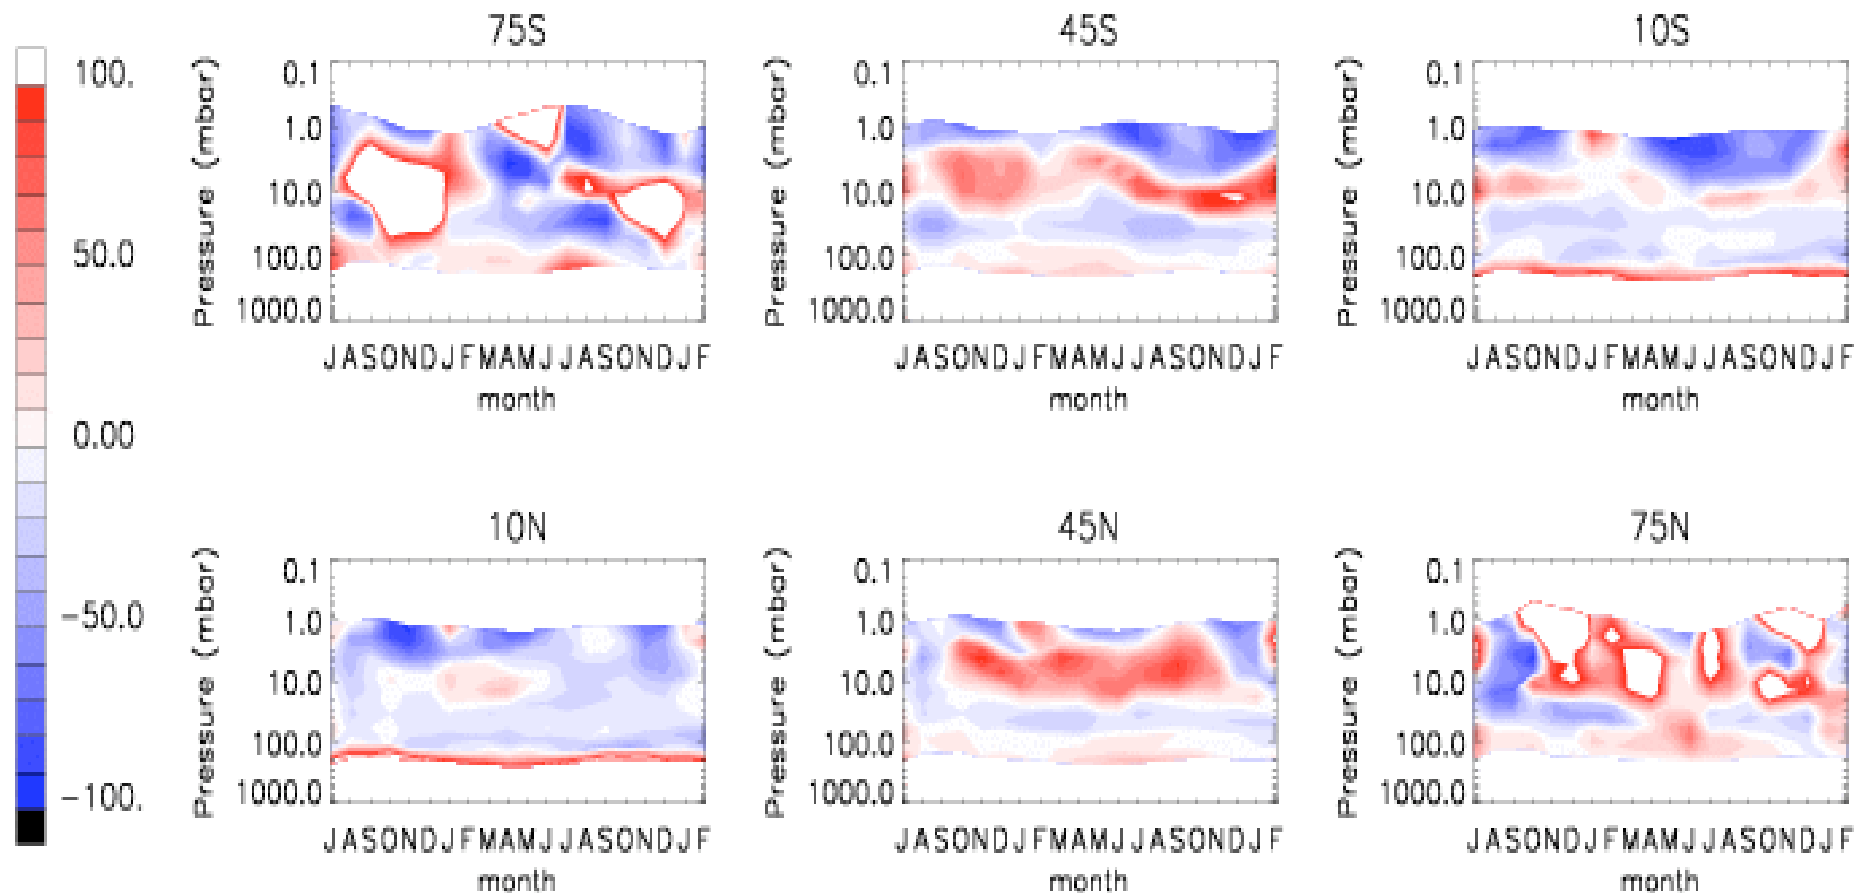 100.
50.0
0.00
-50.0
-100.
75S
Pressure (mbar)
0.1
1.0
10.0
100.0
1000.0
JASONDJFMAMJJASONDJF
month
45S
Pressure (mbar)
0.1
1.0
10.0
100.0
1000.0
JASONDJFMAMJJASONDJF
month
10S
Pressure (mbar)
0.1
1.0
10.0
100.0
1000.0
JASONDJFMAMJJASONDJF
month
10N
Pressure (mbar)
0.1
1.0
10.0
100.0
1000.0
JASONDJFMAMJJASONDJF
month
45N
Pressure (mbar)
0.1
1.0
10.0
100.0
1000.0
JASONDJFMAMJJASONDJF
month
75N
Pressure (mbar)
0.1
1.0
10.0
100.0
1000.0
JASONDJFMAMJJASONDJF
month